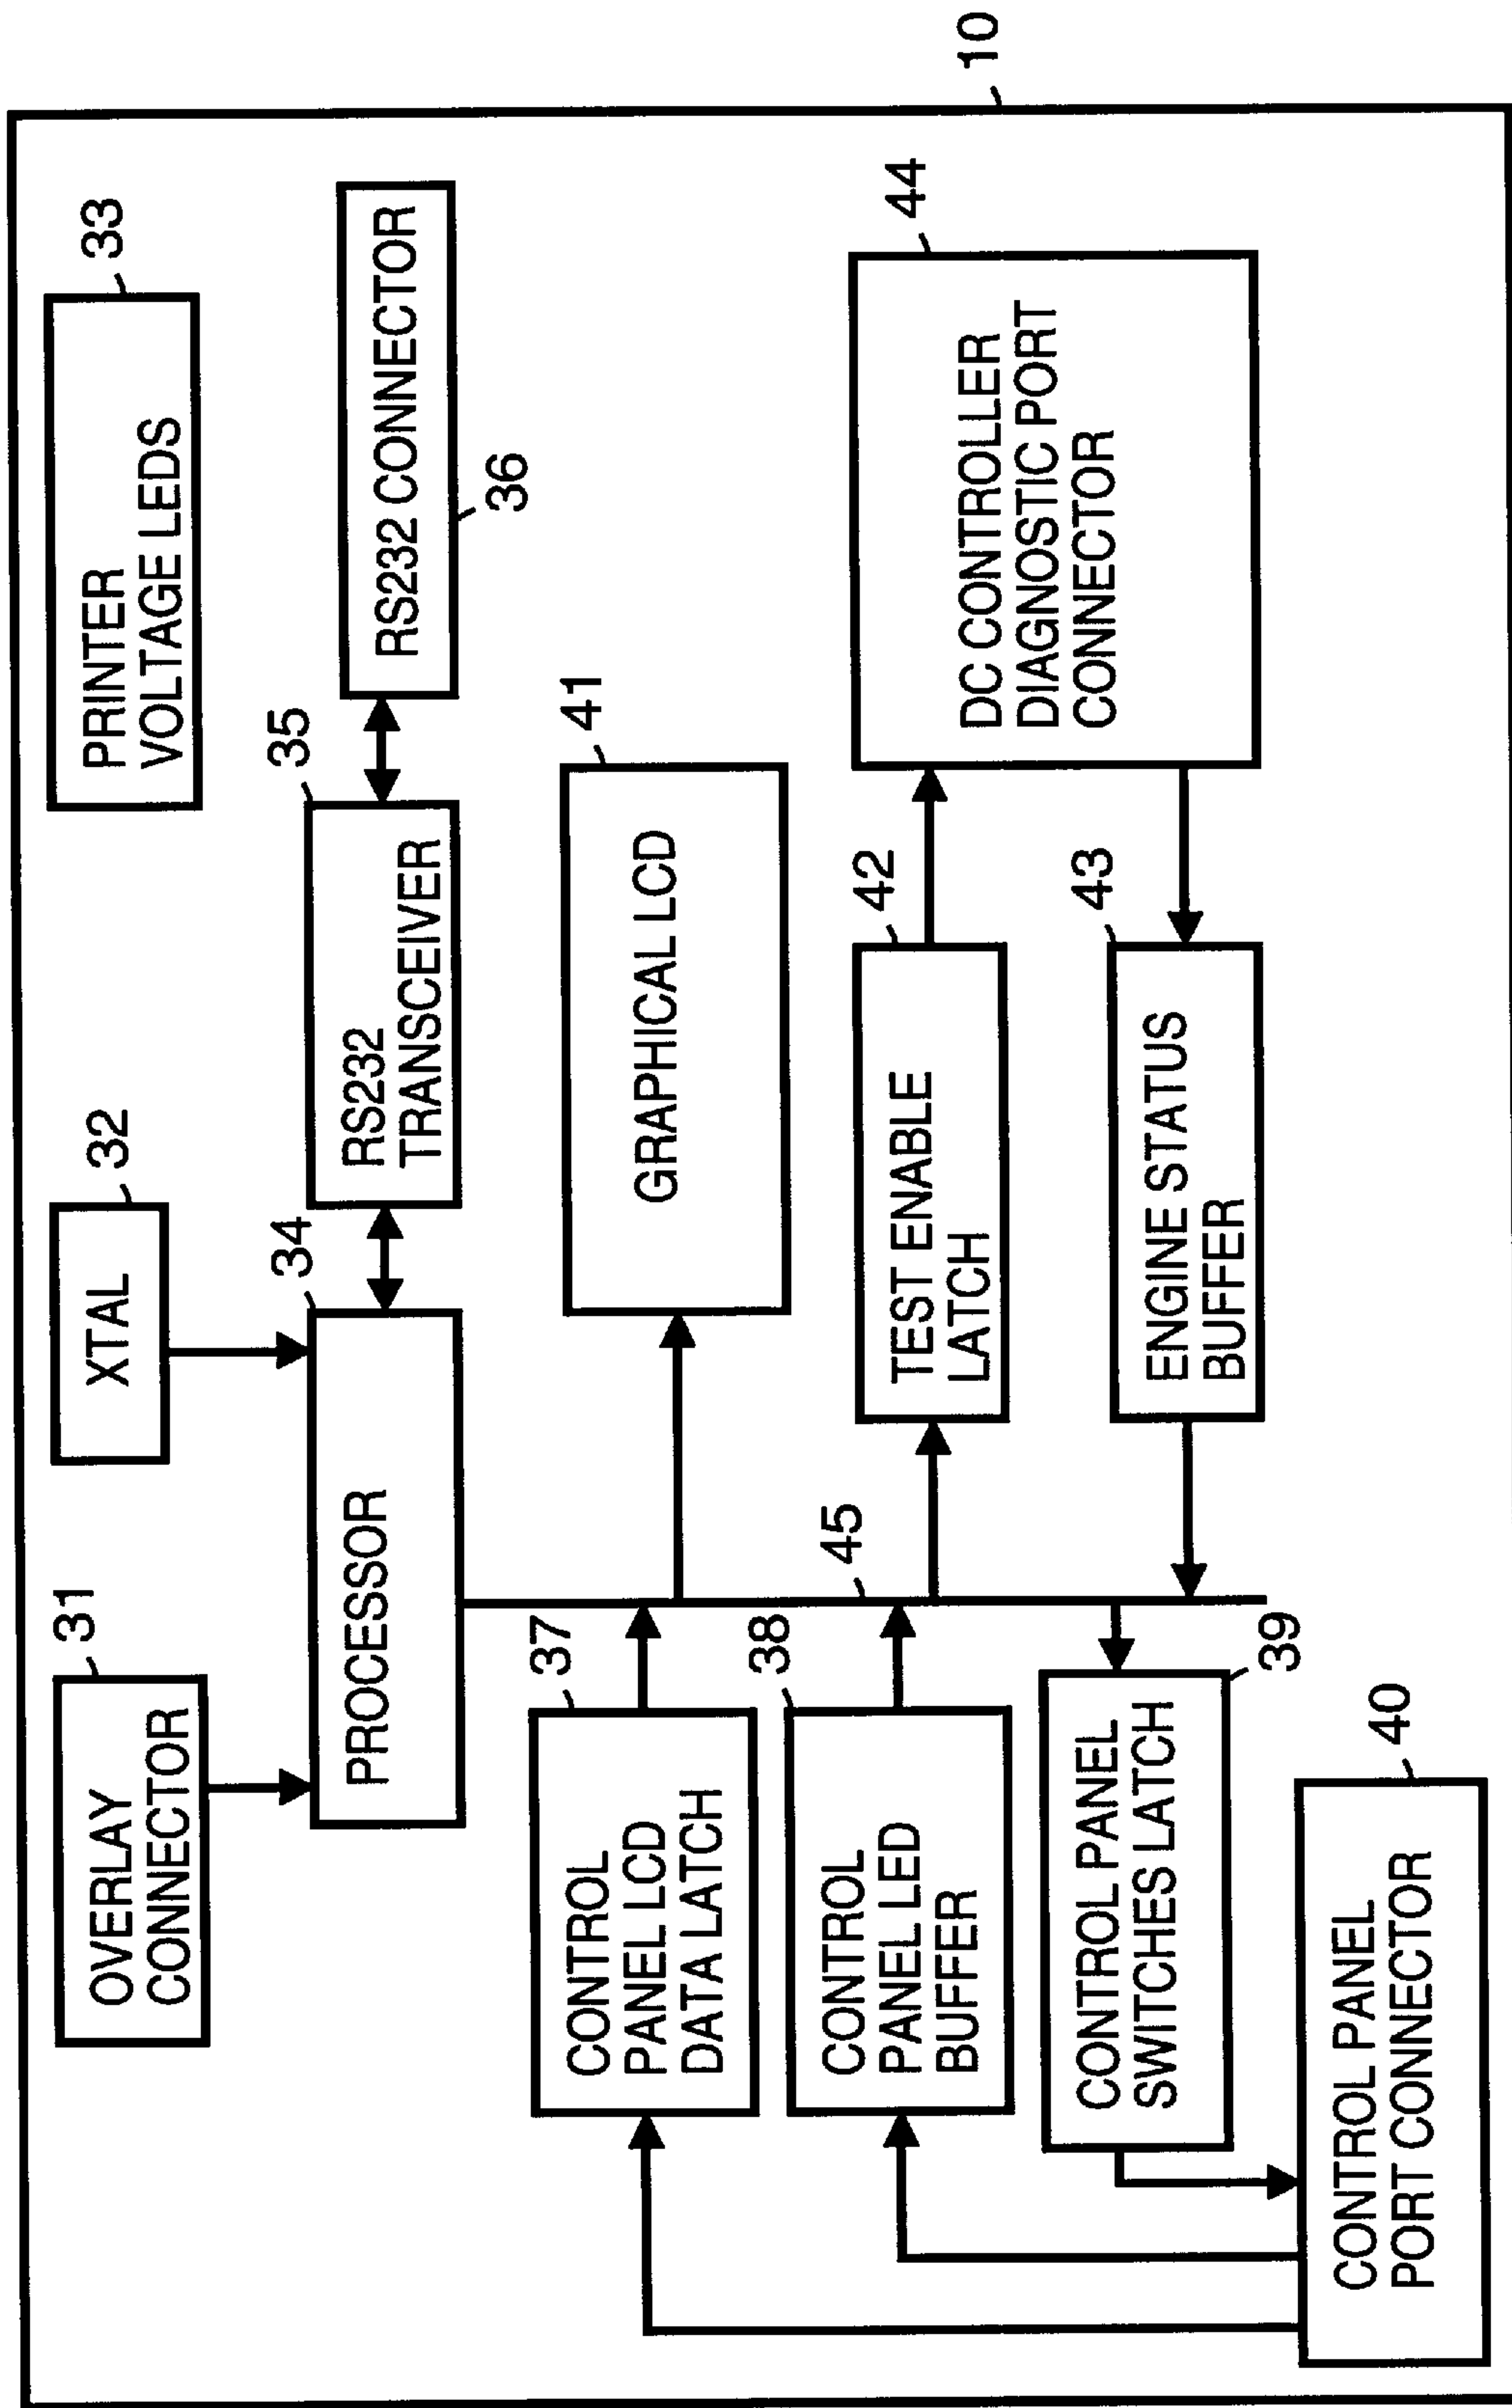 10
31
OVERLAY
CONNECTOR
32
XTAL
33
PRINTER
VOLTAGE LEDS
34
PROCESSOR
35
RS232
TRANSCEIVER
RS232 CONNECTOR
36
37
CONTROL
PANEL LCD
DATA LATCH
41
GRAPHICAL LCD
38
CONTROL
PANEL LED
BUFFER
45
42
TEST ENABLE
LATCH
44
DC CONTROLLER
DIAGNOSTIC PORT
CONNECTOR
CONTROL PANEL
SWITCHES LATCH
39
43
ENGINE STATUS
BUFFER
40
CONTROL PANEL
PORT CONNECTOR